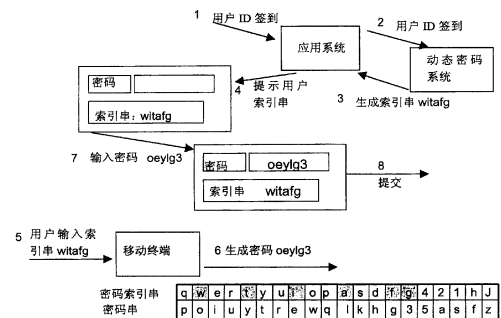 1 用户 ID 签到
2 用户 ID 签到
应用系统
动态密码
系统
3 生成索引串 witafg
4 提示用户
索引串
密码
索引串: witafg
7 输入密码 oeylg3
密码 oeylg3
索引串 witafg
8
提交
5 用户输入索
引串 witafg
移动终端
6 生成密码 oeylg3
密码索引串 q w e r t y u i o p a s d f g 4 2 1 h J
密码串 p o i u y t r e w q l k h g 3 5 a s f z